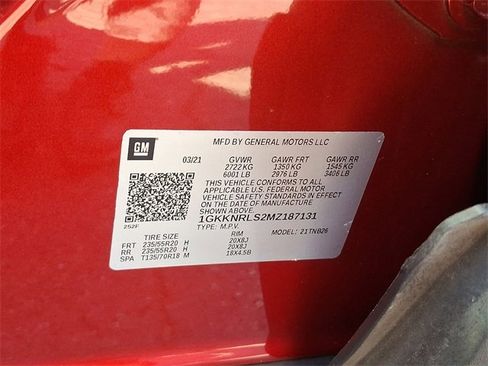 GM
MFD BY GENERAL MOTORS LLC
03/21 GVWR GAWR FRT GAWR RR
2722 KG 1350 KG 1545 KG
6001 LB 2976 LB 3406 LB
THIS VEHICLE CONFORMS TO ALL
APPLICABLE U.S. FEDERAL MOTOR
VEHICLE SAFETY STANDARDS IN EFFECT
ON THE DATE OF MANUFACTURE
SHOWN ABOVE.
1GKKNRLS2MZ187131
252F TYPE: M.P.V. MODEL: 21TNB26
TIRE SIZE RIM
FRT 235/55R20 H 20X8J
RR 235/55R20 H 20X8J
SPA T135/70R18 M 18X4.5B